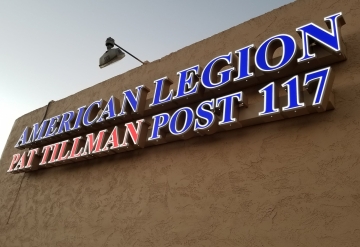 AMERICAN LEGION
PAT TILLMAN POST 117